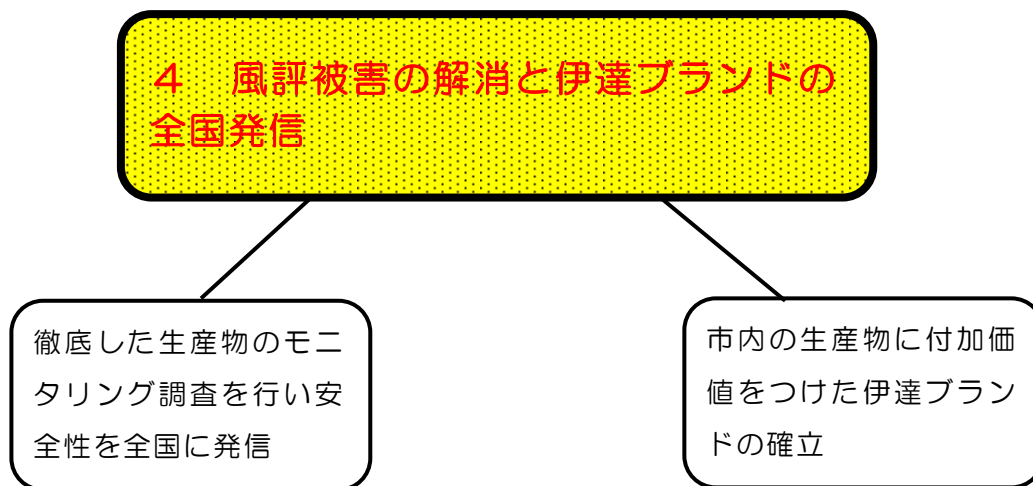 ４　風評被害の解消と伊達ブランドの
全国発信
徹底した生産物のモニ
タリング調査を行い安
全性を全国に発信
市内の生産物に付加価
値をつけた伊達ブラン
ドの確立